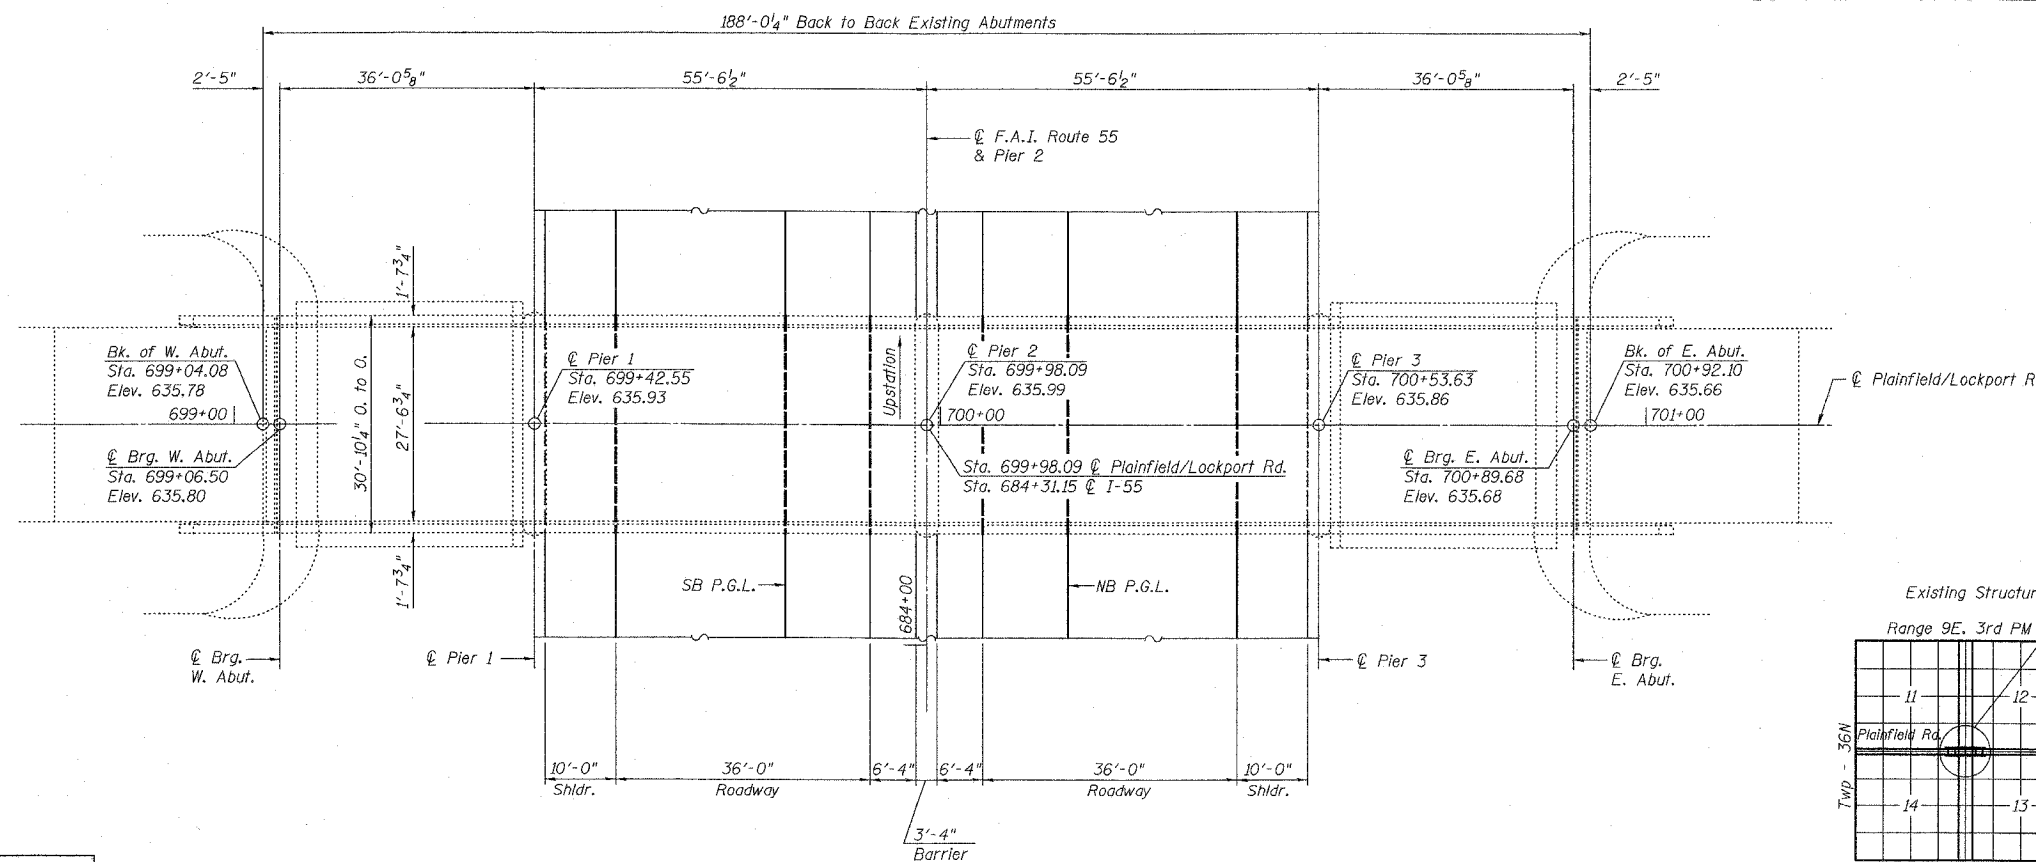 188'-0¼" Back to Back Existing Abutments
2'-5"
36'-0⅝"
55'-6½"
55'-6½"
36'-0⅝"
2'-5"
℄ F.A.I. Route 55
& Pier 2
1'-7¾"
30'-10¼" O. to O.
27'-6¾"
1'-7¾"
Bk. of W. Abut.
Sta. 699+04.08
Elev. 635.78
699+00
℄ Brg. W. Abut.
Sta. 699+06.50
Elev. 635.80
℄ Pier 1
Sta. 699+42.55
Elev. 635.93
Upstation
℄ Pier 2
Sta. 699+98.09
Elev. 635.99
700+00
Sta. 699+98.09 ℄ Plainfield/Lockport Rd.
Sta. 684+31.15 ℄ I-55
℄ Pier 3
Sta. 700+53.63
Elev. 635.86
Bk. of E. Abut.
Sta. 700+92.10
Elev. 635.66
701+00
℄ Brg. E. Abut.
Sta. 700+89.68
Elev. 635.68
℄ Plainfield/Lockport R
SB P.G.L.
684+00
NB P.G.L.
℄ Brg.
W. Abut.
℄ Pier 1
℄ Pier 3
℄ Brg.
E. Abut.
10'-0"
Shldr.
36'-0"
Roadway
6'-4"
6'-4"
36'-0"
Roadway
10'-0"
Shldr.
3'-4"
Barrier
Existing Structur
Range 9E. 3rd PM
Twp - 36N
11
12
Plainfield Rd.
14
13